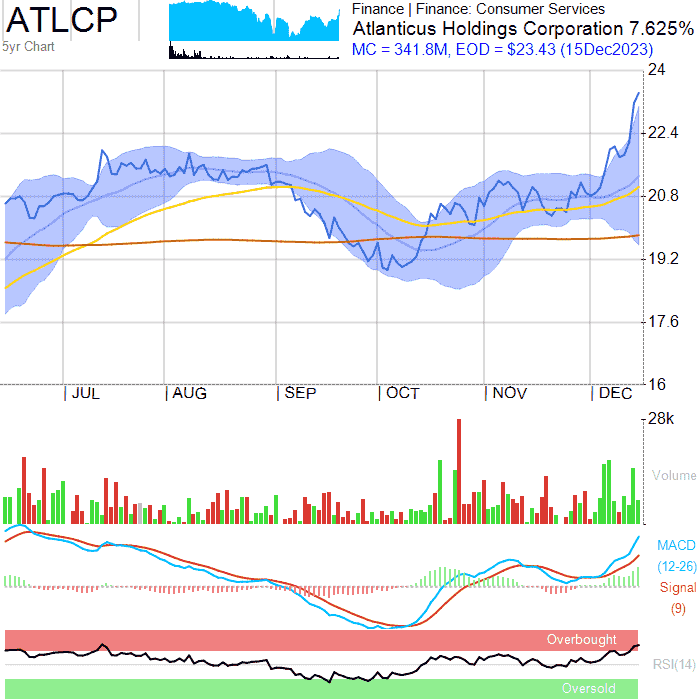 ATLCP
5yr Chart
Finance | Finance: Consumer Services
Atlanticus Holdings Corporation 7.625%
MC = 341.8M, EOD = $23.43 (15Dec2023)
24
22.4
20.8
19.2
17.6
16
JUL AUG SEP OCT NOV DEC
28k
Volume
MACD
(12-26)
Signal
(9)
Overbought
RSI(14)
Oversold